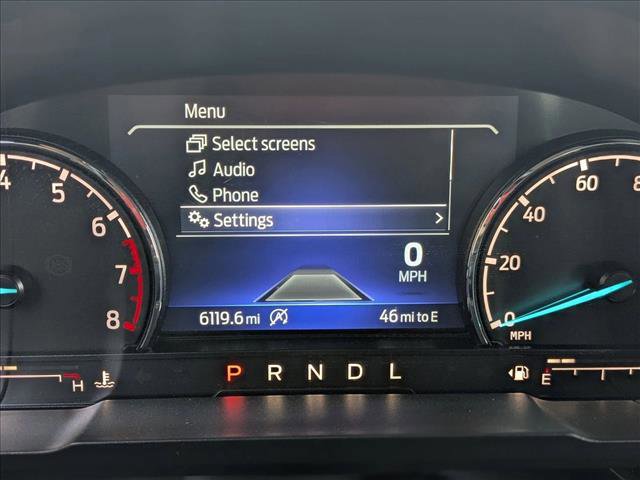 Menu
Select screens
Audio
Phone
Settings >
0
MPH
6119.6 mi
46 mi to E
4 5 6 7 8
0 20 40 60 8
MPH
P R N D L
H
E